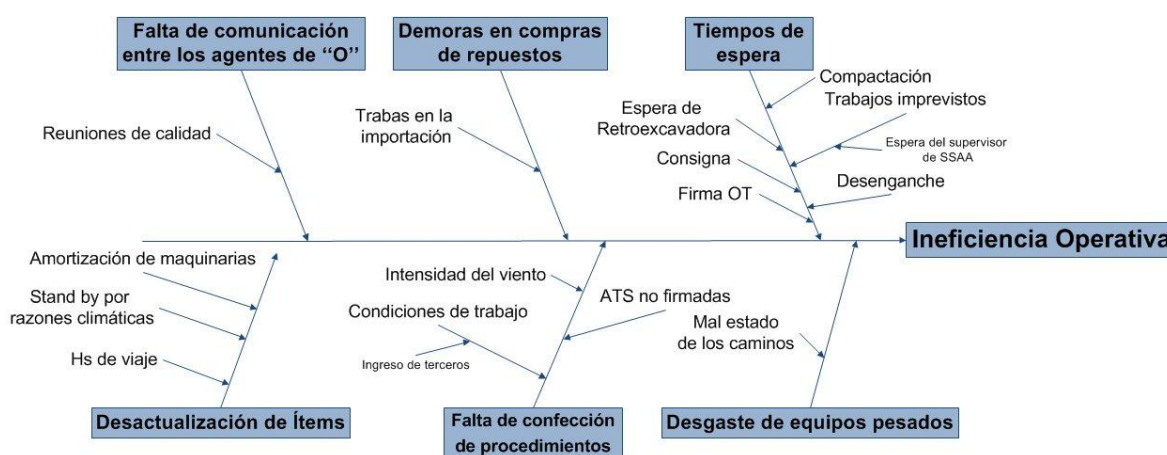 Falta de comunicación
entre los agentes de ‘‘O’’
Demoras en compras
de repuestos
Tiempos de
espera
Compactación
Trabajos imprevistos
Reuniones de calidad
Trabas en la
importación
Espera de
Retroexcavadora
Espera del supervisor
de SSAA
Consigna
Firma OT
Desenganche
Ineficiencia Operativa
Amortización de maquinarias
Stand by por
razones climáticas
Hs de viaje
Intensidad del viento
Condiciones de trabajo
Ingreso de terceros
ATS no firmadas
Mal estado
de los caminos
Desactualización de Ítems
Falta de confección
de procedimientos
Desgaste de equipos pesados